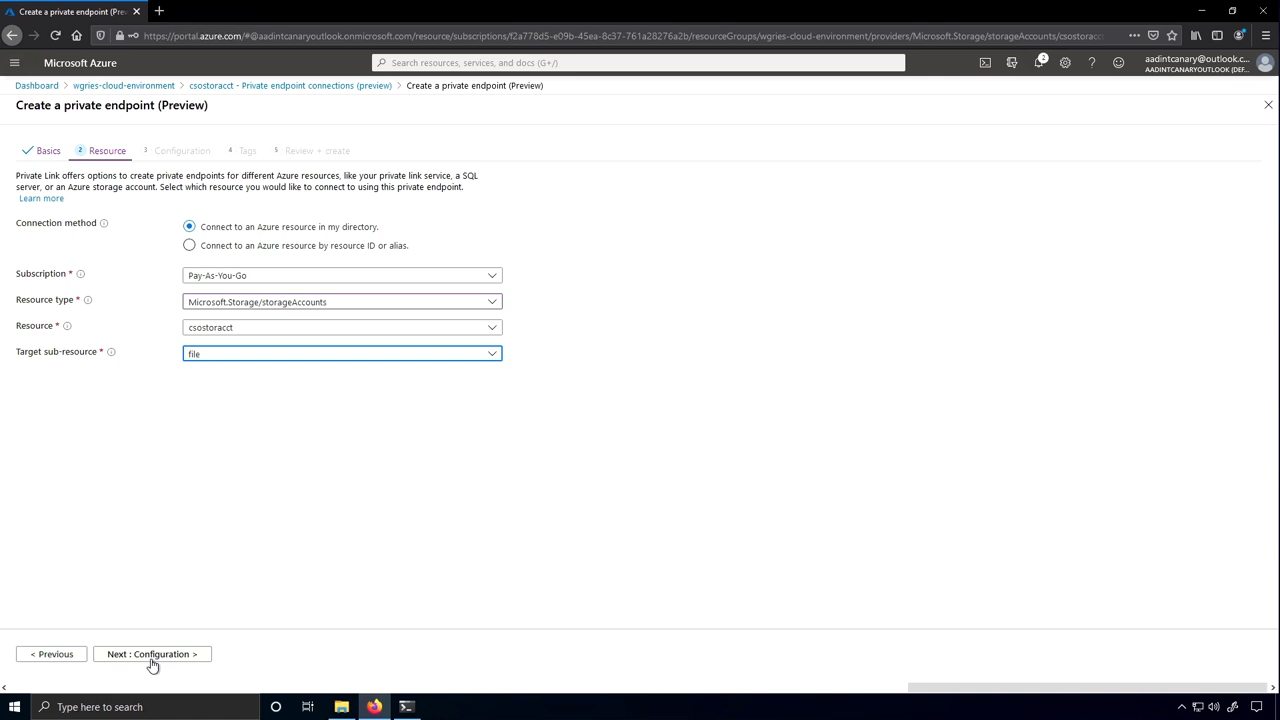 Create a private endpoint (Prev
https://portal.azure.com/#@aadintcanaryoutlook.onmicrosoft.com/resource/subscriptions/f2a778d5-e09b-45ea-8c37-761a28276a2b/resourceGroups/wgries-cloud-environment/providers/Microsoft.Storage/storageAccounts/csostoracc
Microsoft Azure
Search resources, services, and docs (G+/)
2
aadintcanary@outlook.c...
AADINTCANARYOUTLOOK (DEF...
Dashboard > wgries-cloud-environment > csostoracct - Private endpoint connections (preview) > Create a private endpoint (Preview)
Create a private endpoint (Preview)
Basics 2 Resource 3 Configuration 4 Tags 5 Review + create
Private Link offers options to create private endpoints for different Azure resources, like your private link service, a SQL
server, or an Azure storage account. Select which resource you would like to connect to using this private endpoint.
Learn more
Connection method
Connect to an Azure resource in my directory.
Connect to an Azure resource by resource ID or alias.
Subscription * Pay-As-You-Go
Resource type * Microsoft.Storage/storageAccounts
Resource * csostoracct
Target sub-resource * file
< Previous Next : Configuration >
Type here to search